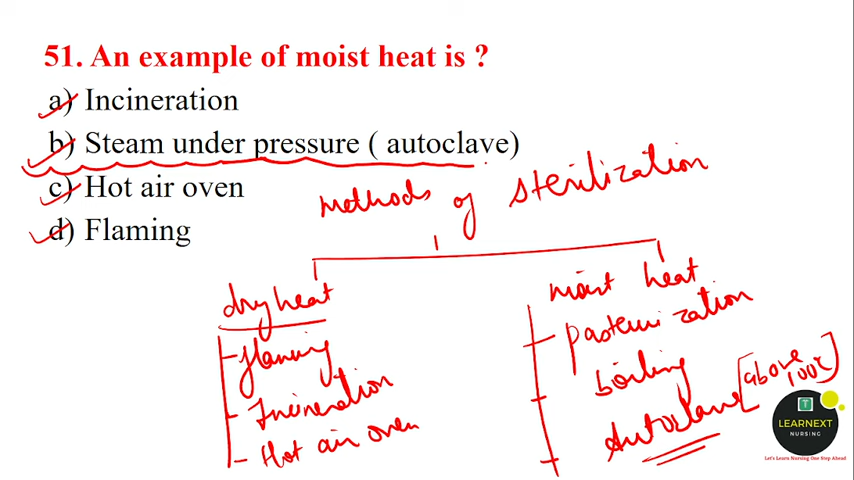 51. An example of moist heat is ?
a) Incineration
b) Steam under pressure ( autoclave)
c) Hot air oven
d) Flaming
methods of sterilization
dry heat
flaming
Incineration
Hot air oven
moist heat
pasteurization
boiling
Autoclave [above 100°C]
T
LEARNEXT
NURSING
Let's Learn Nursing One Step Ahead